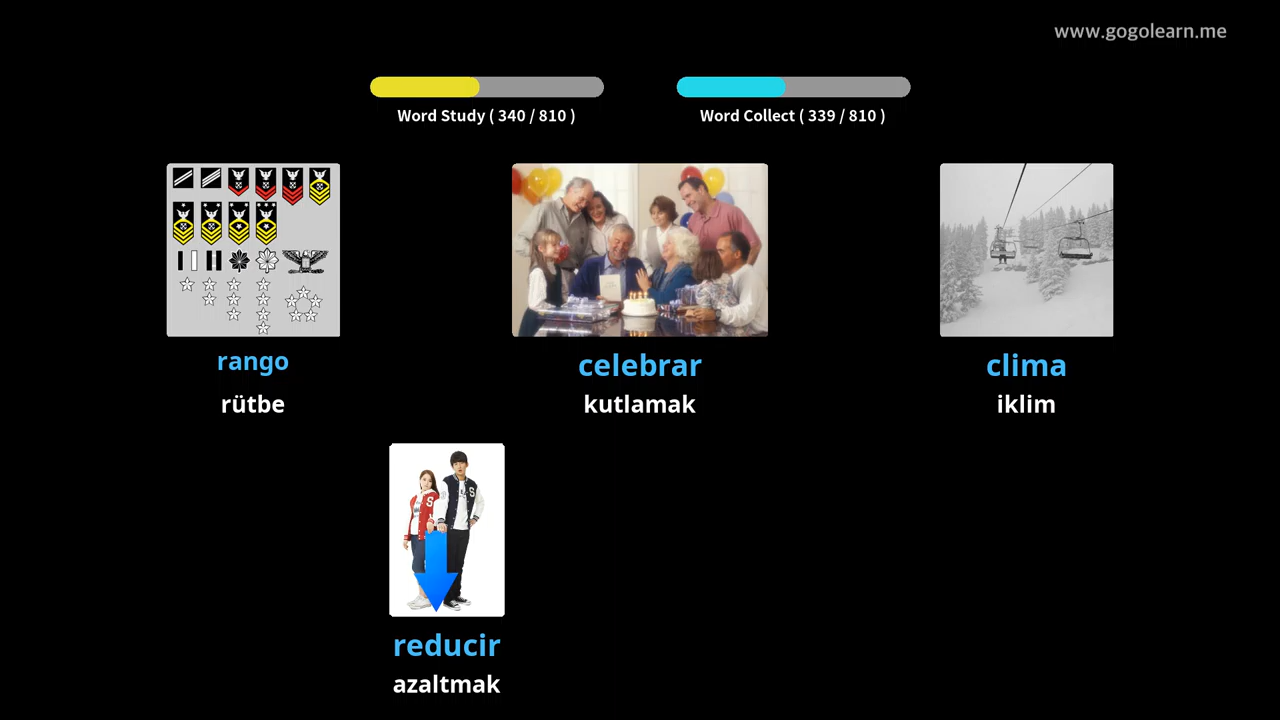 www.gogolearn.me
Word Study ( 340 / 810 )
Word Collect ( 339 / 810 )
rango
rütbe
celebrar
kutlamak
clima
iklim
S
S
reducir
azaltmak